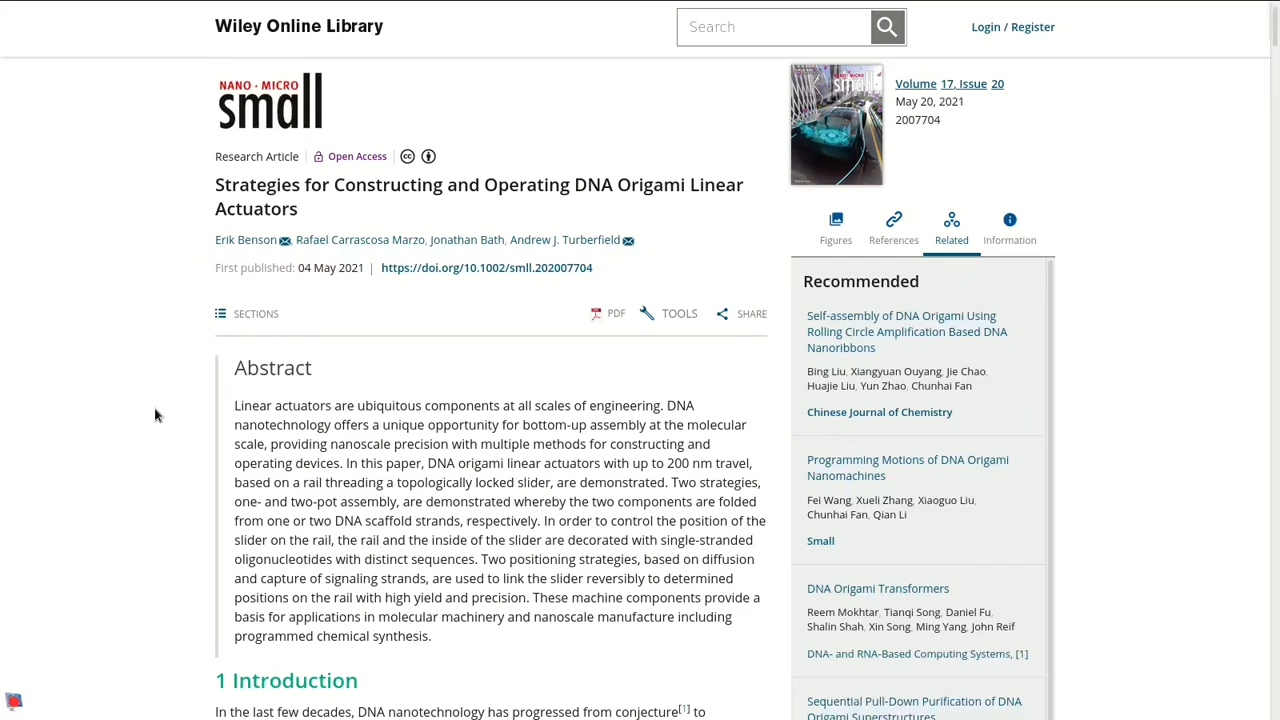 Wiley Online Library
Search
Login / Register
NANO · MICRO
small
Research Article
Open Access
Strategies for Constructing and Operating DNA Origami Linear
Actuators
Erik Benson, Rafael Carrascosa Marzo, Jonathan Bath, Andrew J. Turberfield
First published: 04 May 2021 | https://doi.org/10.1002/smll.202007704
SECTIONS
PDF
TOOLS
SHARE
Abstract
Linear actuators are ubiquitous components at all scales of engineering. DNA
nanotechnology offers a unique opportunity for bottom-up assembly at the molecular
scale, providing nanoscale precision with multiple methods for constructing and
operating devices. In this paper, DNA origami linear actuators with up to 200 nm travel,
based on a rail threading a topologically locked slider, are demonstrated. Two strategies,
one- and two-pot assembly, are demonstrated whereby the two components are folded
from one or two DNA scaffold strands, respectively. In order to control the position of the
slider on the rail, the rail and the inside of the slider are decorated with single-stranded
oligonucleotides with distinct sequences. Two positioning strategies, based on diffusion
and capture of signaling strands, are used to link the slider reversibly to determined
positions on the rail with high yield and precision. These machine components provide a
basis for applications in molecular machinery and nanoscale manufacture including
programmed chemical synthesis.
1 Introduction
In the last few decades, DNA nanotechnology has progressed from conjecture[1] to
small
Volume 17, Issue 20
May 20, 2021
2007704
Figures
References
Related
Information
Recommended
Self-assembly of DNA Origami Using
Rolling Circle Amplification Based DNA
Nanoribbons
Bing Liu, Xiangyuan Ouyang, Jie Chao,
Huajie Liu, Yun Zhao, Chunhai Fan
Chinese Journal of Chemistry
Programming Motions of DNA Origami
Nanomachines
Fei Wang, Xueli Zhang, Xiaoguo Liu,
Chunhai Fan, Qian Li
Small
DNA Origami Transformers
Reem Mokhtar, Tianqi Song, Daniel Fu,
Shalin Shah, Xin Song, Ming Yang, John Reif
DNA- and RNA-Based Computing Systems, [1]
Sequential Pull-Down Purification of DNA
Origami Superstructures